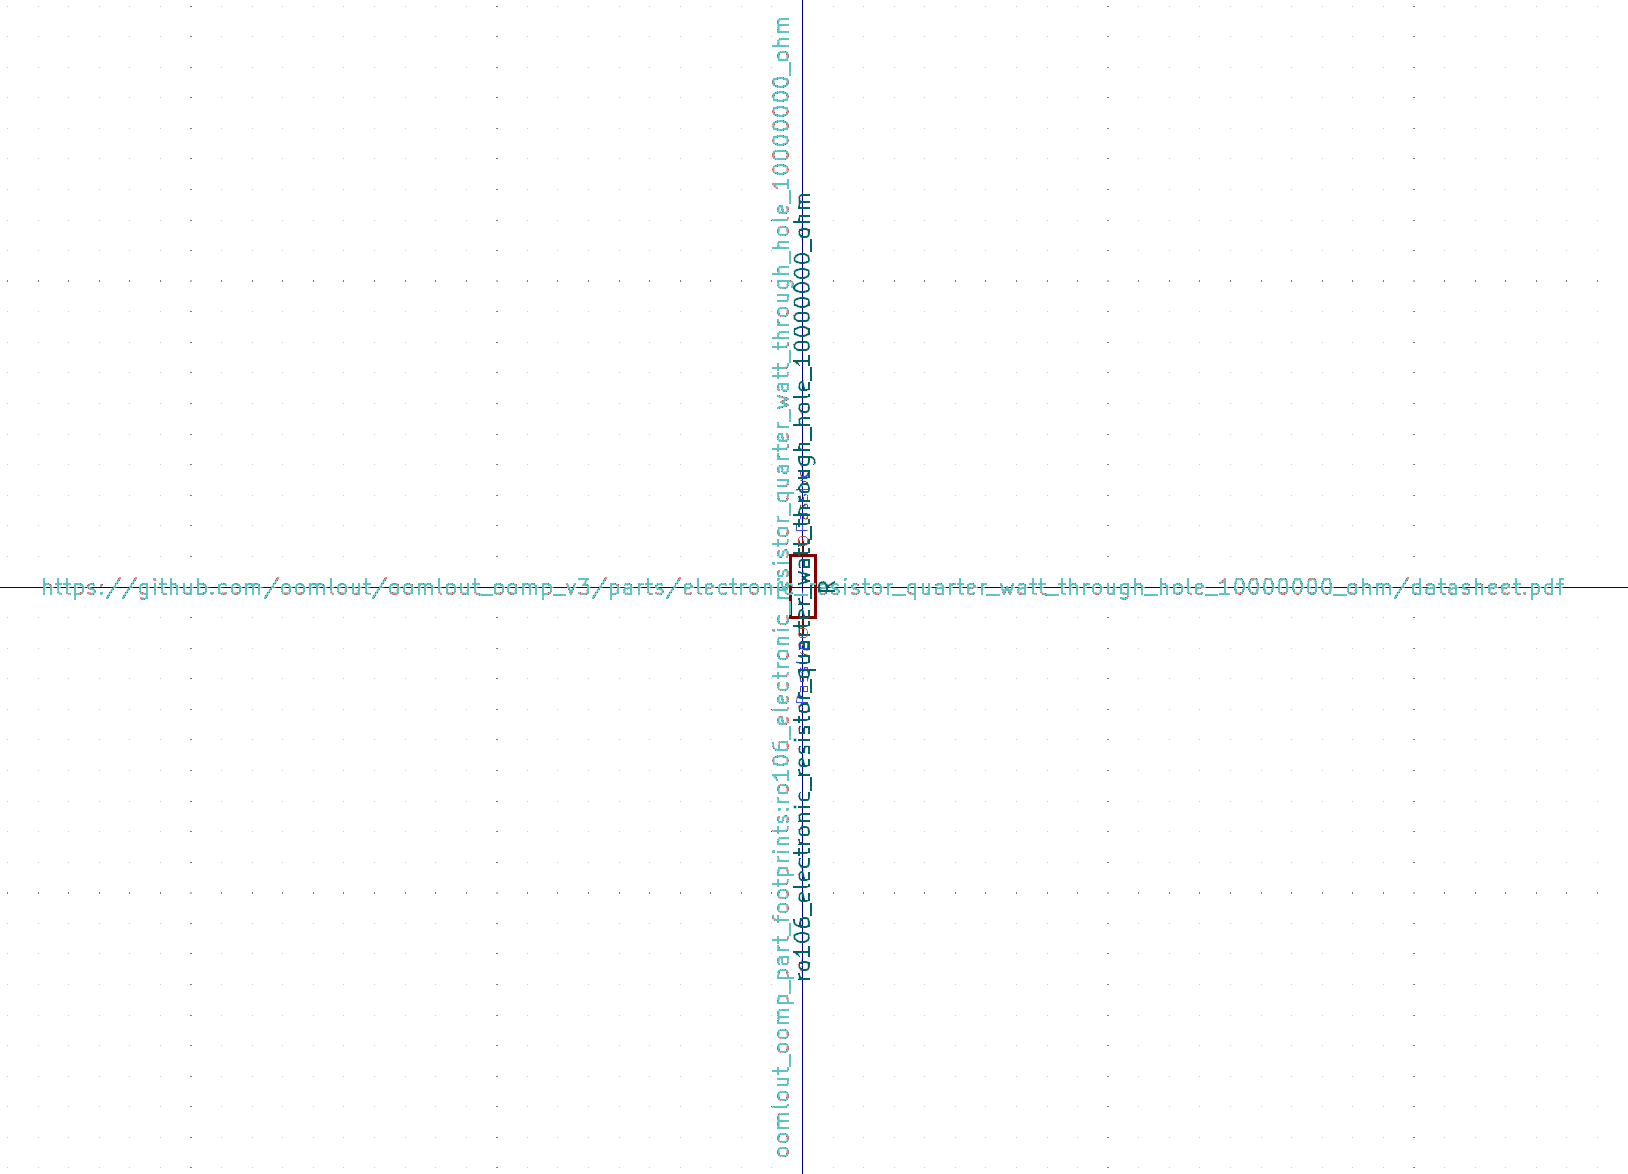 oomlout_oomp_part_footprints:ro106_electronic_resistor_quarter_watt_through_hole_10000000_ohm
ro106_electronic_resistor_quarter_watt_through_hole_10000000_ohm
https://github.com/oomlout/oomlout_oomp_v3/parts/electronic_resistor_quarter_watt_through_hole_10000000_ohm/datasheet.pdf
R